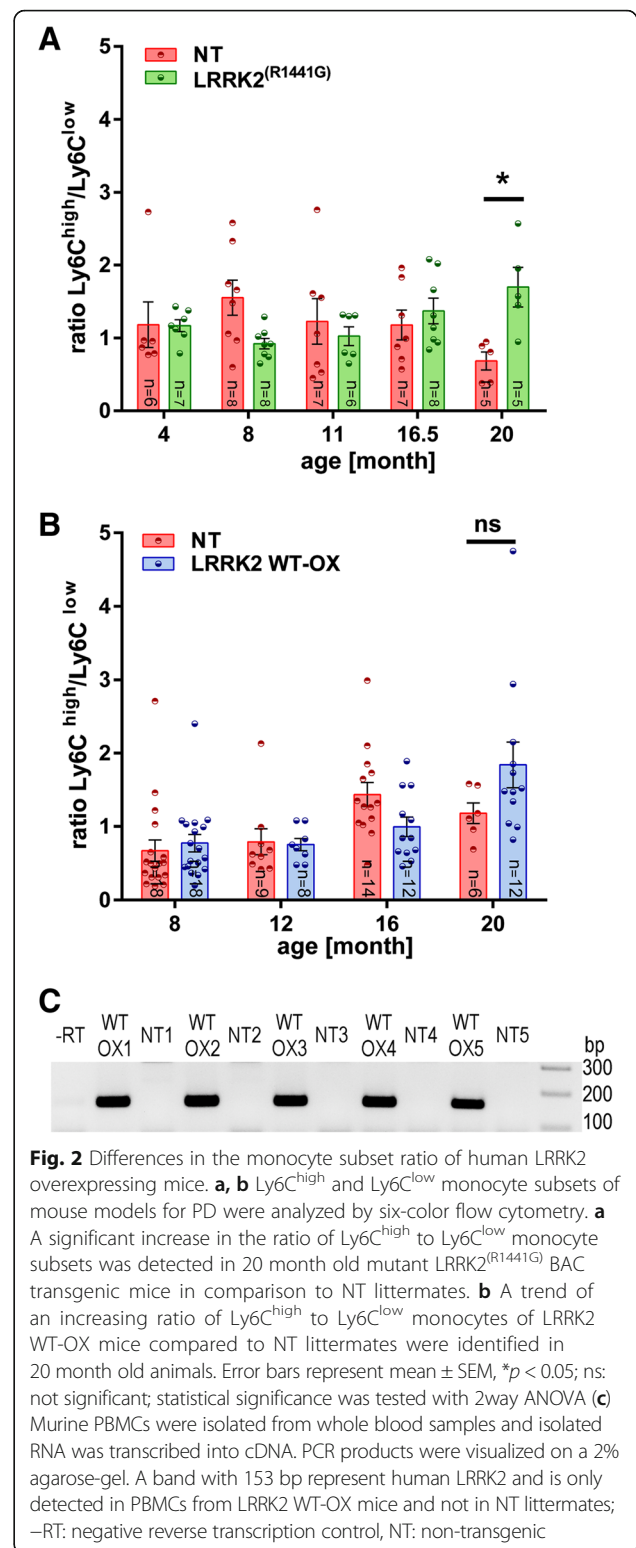 A
NT
LRRK2(R1441G)
ratio Ly6Chigh/Ly6Clow
5
4
3
2
1
0
*
n=6
n=7
n=8
n=8
n=7
n=6
n=7
n=8
n=5
n=5
4 8 11 16.5 20
age [month]
B
NT
LRRK2 WT-OX
ratio Ly6C high/Ly6C low
5
4
3
2
1
0
ns
n=18
n=18
n=9
n=8
n=14
n=12
n=6
n=12
8 12 16 20
age [month]
C
-RT WT OX1 NT1 WT OX2 NT2 WT OX3 NT3 WT OX4 NT4 WT OX5 NT5 bp
300
200
100
Fig. 2 Differences in the monocyte subset ratio of human LRRK2
overexpressing mice. a, b Ly6Chigh and Ly6Clow monocyte subsets of
mouse models for PD were analyzed by six-color flow cytometry. a
A significant increase in the ratio of Ly6Chigh to Ly6Clow monocyte
subsets was detected in 20 month old mutant LRRK2(R1441G) BAC
transgenic mice in comparison to NT littermates. b A trend of
an increasing ratio of Ly6Chigh to Ly6Clow monocytes of LRRK2
WT-OX mice compared to NT littermates were identified in
20 month old animals. Error bars represent mean ± SEM, *p < 0.05; ns:
not significant; statistical significance was tested with 2way ANOVA (c)
Murine PBMCs were isolated from whole blood samples and isolated
RNA was transcribed into cDNA. PCR products were visualized on a 2%
agarose-gel. A band with 153 bp represent human LRRK2 and is only
detected in PBMCs from LRRK2 WT-OX mice and not in NT littermates;
−RT: negative reverse transcription control, NT: non-transgenic